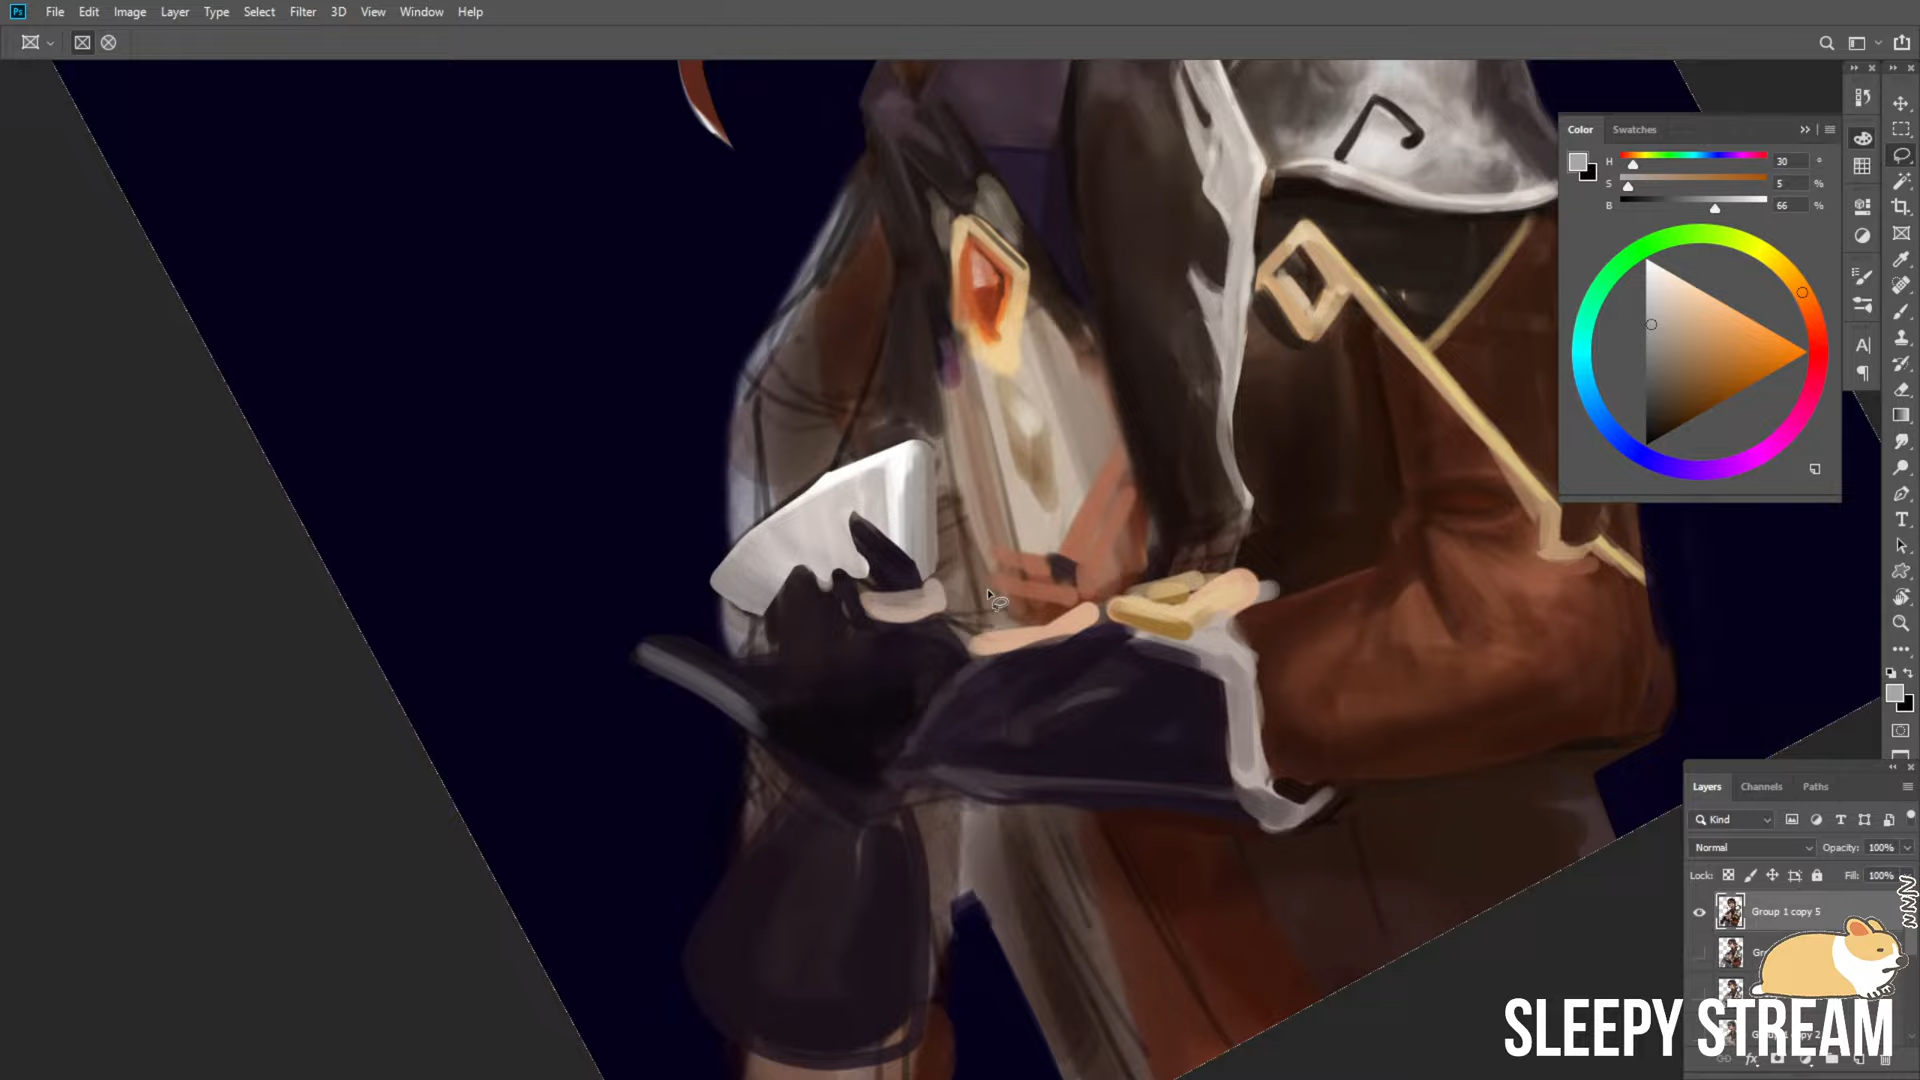 Ps File Edit Image Layer Type Select Filter 3D View Window Help
Color Swatches
H 30 °
S 5 %
B 66 %
Layers Channels Paths
Kind
Normal Opacity: 100%
Lock: Fill: 100%
Group 1 copy 5
SLEEPY STREAM